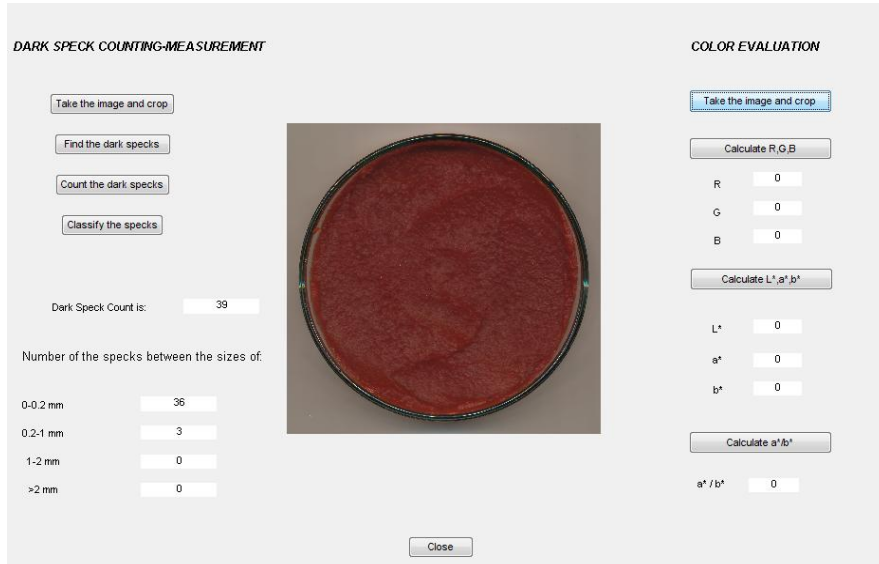 DARK SPECK COUNTING-MEASUREMENT
Take the image and crop
Find the dark specks
Count the dark specks
Classify the specks
Dark Speck Count is: 39
Number of the specks between the sizes of:
0-0.2 mm 36
0.2-1 mm 3
1-2 mm 0
>2 mm 0
COLOR EVALUATION
Take the image and crop
Calculate R,G,B
R 0
G 0
B 0
Calculate L*,a*,b*
L* 0
a* 0
b* 0
Calculate a*/b*
a* / b* 0
Close